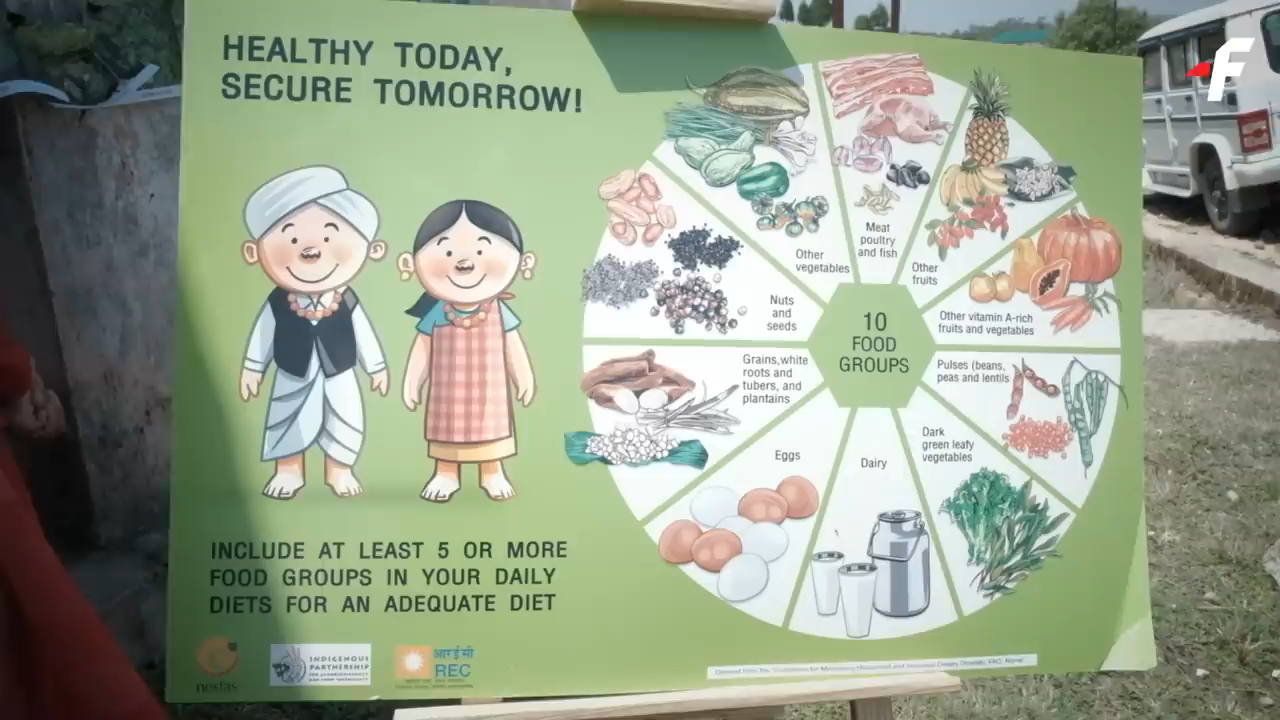 HEALTHY TODAY,
SECURE TOMORROW!
Other
vegetables
Meat
poultry
and fish
Other
fruits
Nuts
and
seeds
10
FOOD
GROUPS
Other vitamin A-rich
fruits and vegetables
Grains,white
roots and
tubers, and
plantains
Pulses (beans,
peas and lentils
Eggs
Dairy
Dark
green leafy
vegetables
INCLUDE AT LEAST 5 OR MORE
FOOD GROUPS IN YOUR DAILY
DIETS FOR AN ADEQUATE DIET
nesfas
INDIGENOUS
PARTNERSHIP
आर ई सी
REC
F